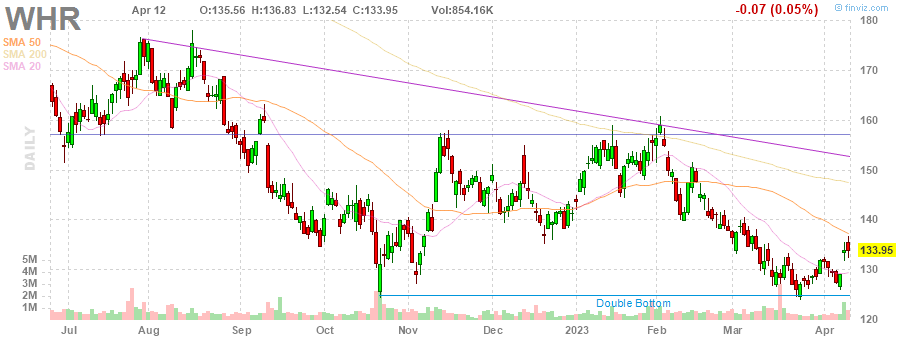 WHR Apr 12 O:135.56 H:136.83 L:132.54 C:133.95 Vol:854.16K -0.07 (0.05%)
© finviz.com
SMA 50
SMA 200
SMA 20
DAILY
180
170
160
150
140
133.95
130
120
5M
4M
3M
2M
1M
Double Bottom
Jul Aug Sep Oct Nov Dec 2023 Feb Mar Apr